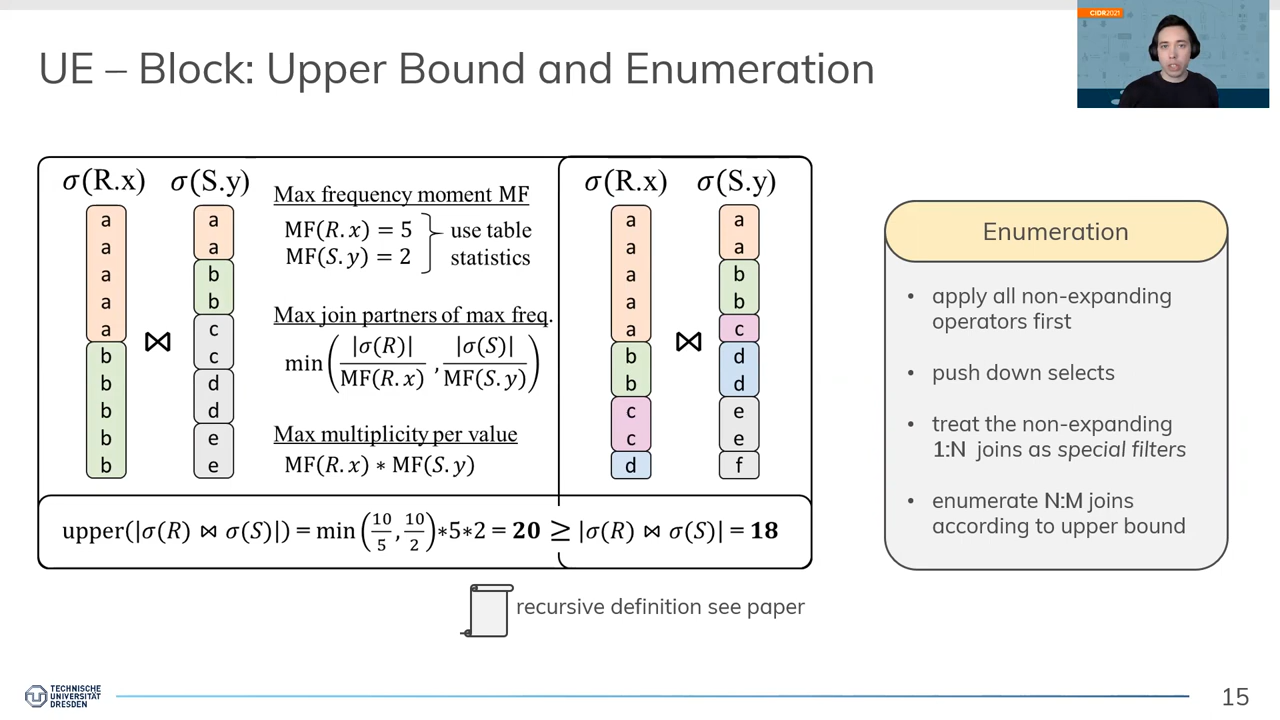 CIDR2021
UE – Block: Upper Bound and Enumeration
σ(R.x) σ(S.y)
a a
a a
a b
a b
a c
b c
b d
b d
b e
b e
⋈
Max frequency moment MF
MF(R.x) = 5
MF(S.y) = 2
use table
statistics
Max join partners of max freq.
min(|σ(R)|/MF(R.x), |σ(S)|/MF(S.y))
Max multiplicity per value
MF(R.x) * MF(S.y)
σ(R.x) σ(S.y)
a a
a a
a b
a b
a c
b d
b d
c e
c e
d f
⋈
upper(|σ(R) ⋈ σ(S)|) = min(10/5, 10/2)*5*2 = 20 ≥ |σ(R) ⋈ σ(S)| = 18
recursive definition see paper
Enumeration
• apply all non-expanding
operators first
• push down selects
• treat the non-expanding
1:N joins as special filters
• enumerate N:M joins
according to upper bound
TECHNISCHE
UNIVERSITÄT
DRESDEN
15